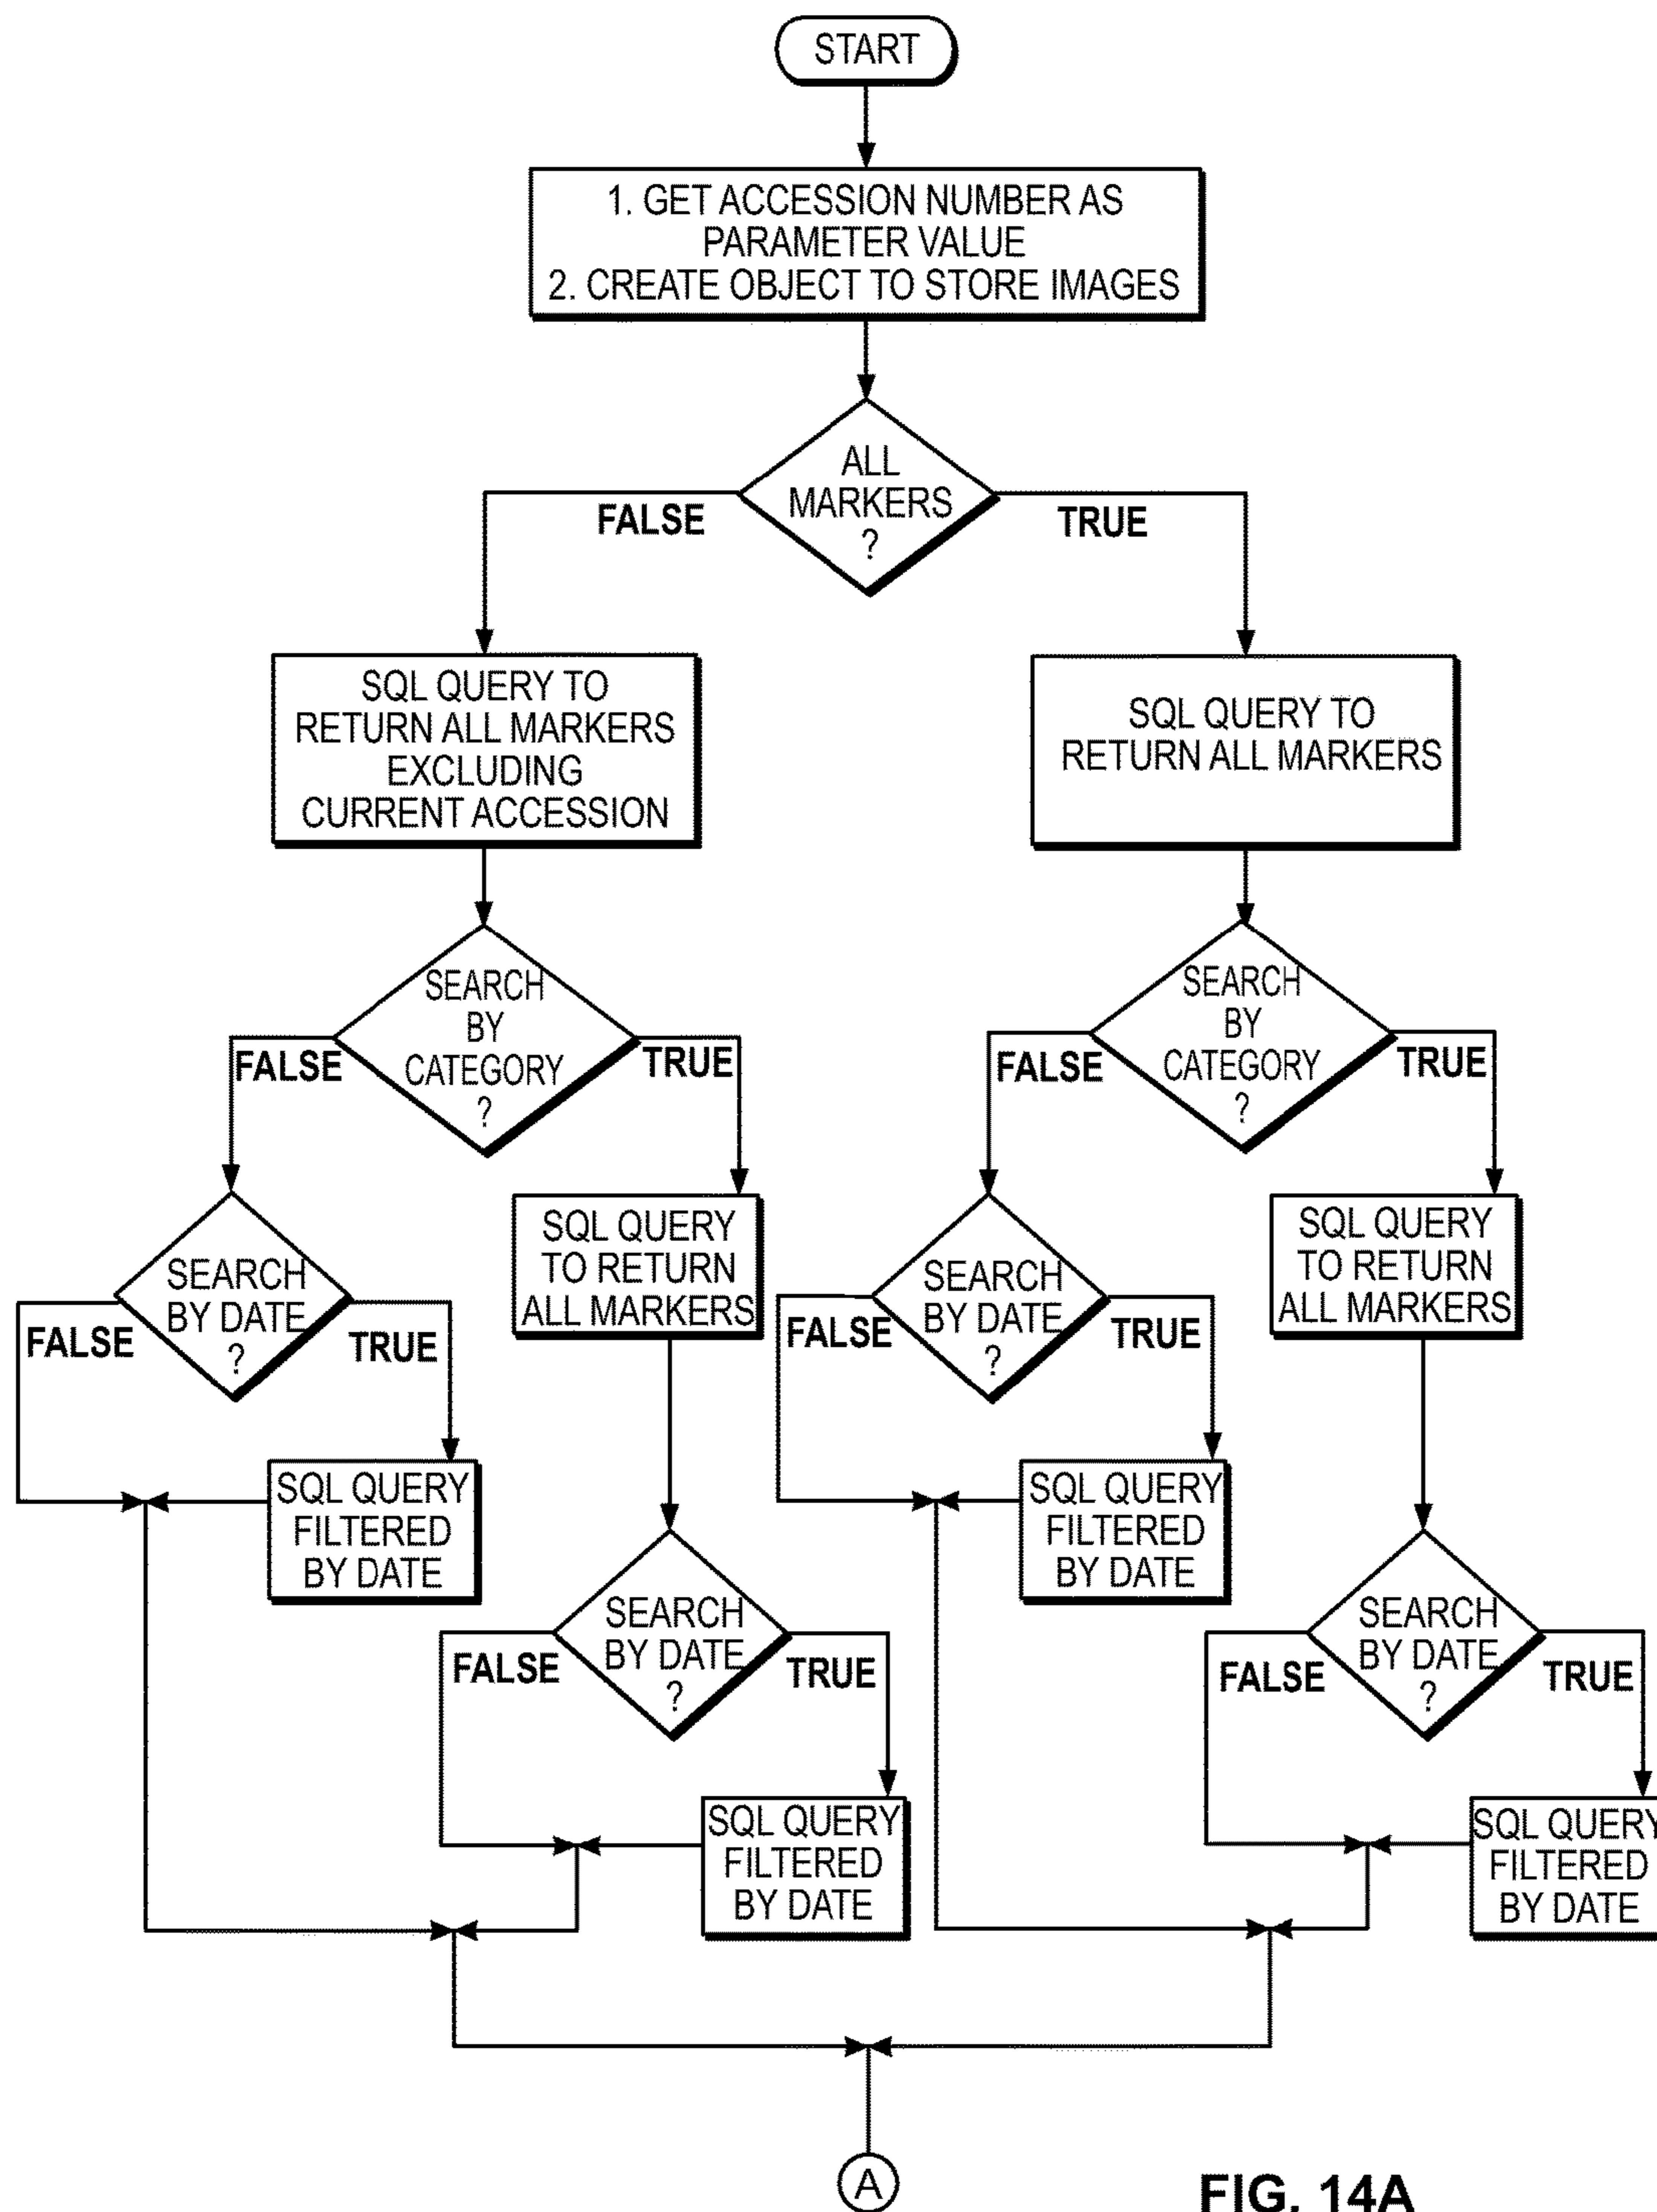 START
1. GET ACCESSION NUMBER AS
PARAMETER VALUE
2. CREATE OBJECT TO STORE IMAGES
ALL
MARKERS
?
FALSE
TRUE
SQL QUERY TO
RETURN ALL MARKERS
EXCLUDING
CURRENT ACCESSION
SQL QUERY TO
RETURN ALL MARKERS
SEARCH
BY
CATEGORY
?
FALSE
TRUE
SEARCH
BY
CATEGORY
?
FALSE
TRUE
SEARCH
BY DATE
?
FALSE
TRUE
SQL QUERY
TO RETURN
ALL MARKERS
SEARCH
BY DATE
?
FALSE
TRUE
SQL QUERY
TO RETURN
ALL MARKERS
SQL QUERY
FILTERED
BY DATE
SQL QUERY
FILTERED
BY DATE
SEARCH
BY DATE
?
FALSE
TRUE
SEARCH
BY DATE
?
FALSE
TRUE
SQL QUERY
FILTERED
BY DATE
SQL QUERY
FILTERED
BY DATE
A
FIG. 14A